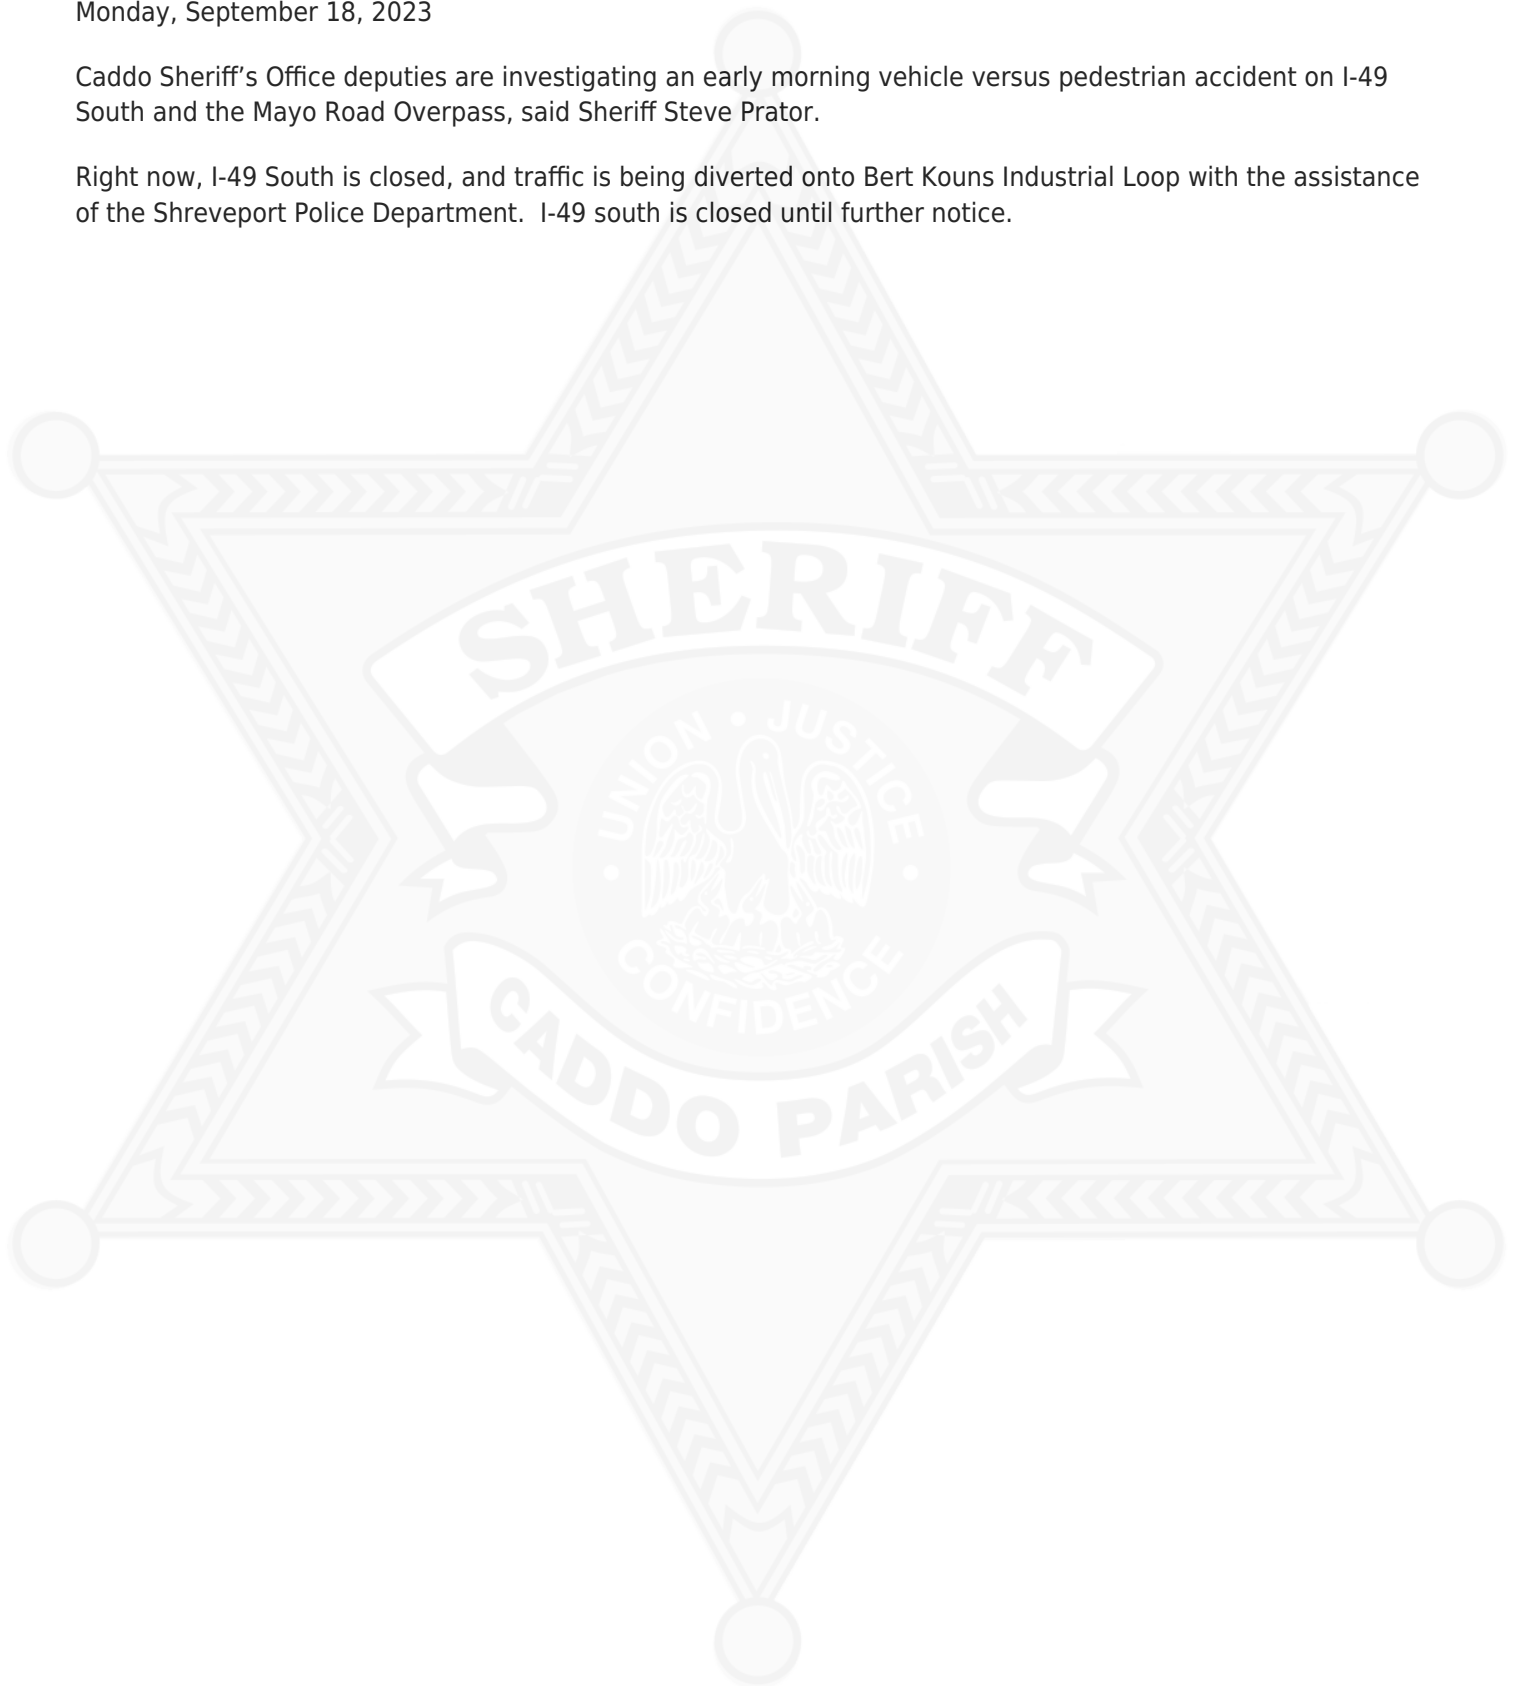 Monday, September 18, 2023
Caddo Sheriff’s Office deputies are investigating an early morning vehicle versus pedestrian accident on I-49
South and the Mayo Road Overpass, said Sheriff Steve Prator.
Right now, I-49 South is closed, and traffic is being diverted onto Bert Kouns Industrial Loop with the assistance
of the Shreveport Police Department.  I-49 south is closed until further notice.
SHERIFF
UNION • JUSTICE
• CONFIDENCE •
CADDO PARISH